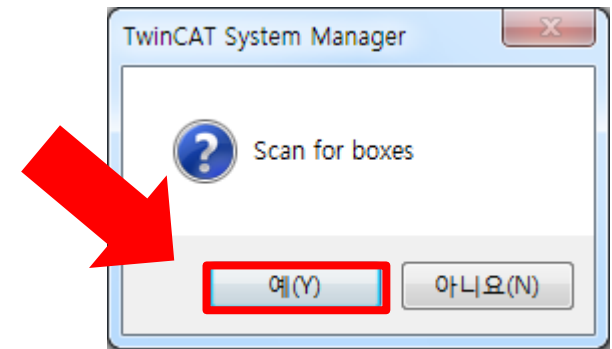 TwinCAT System Manager
Scan for boxes
예(Y)
아니요(N)